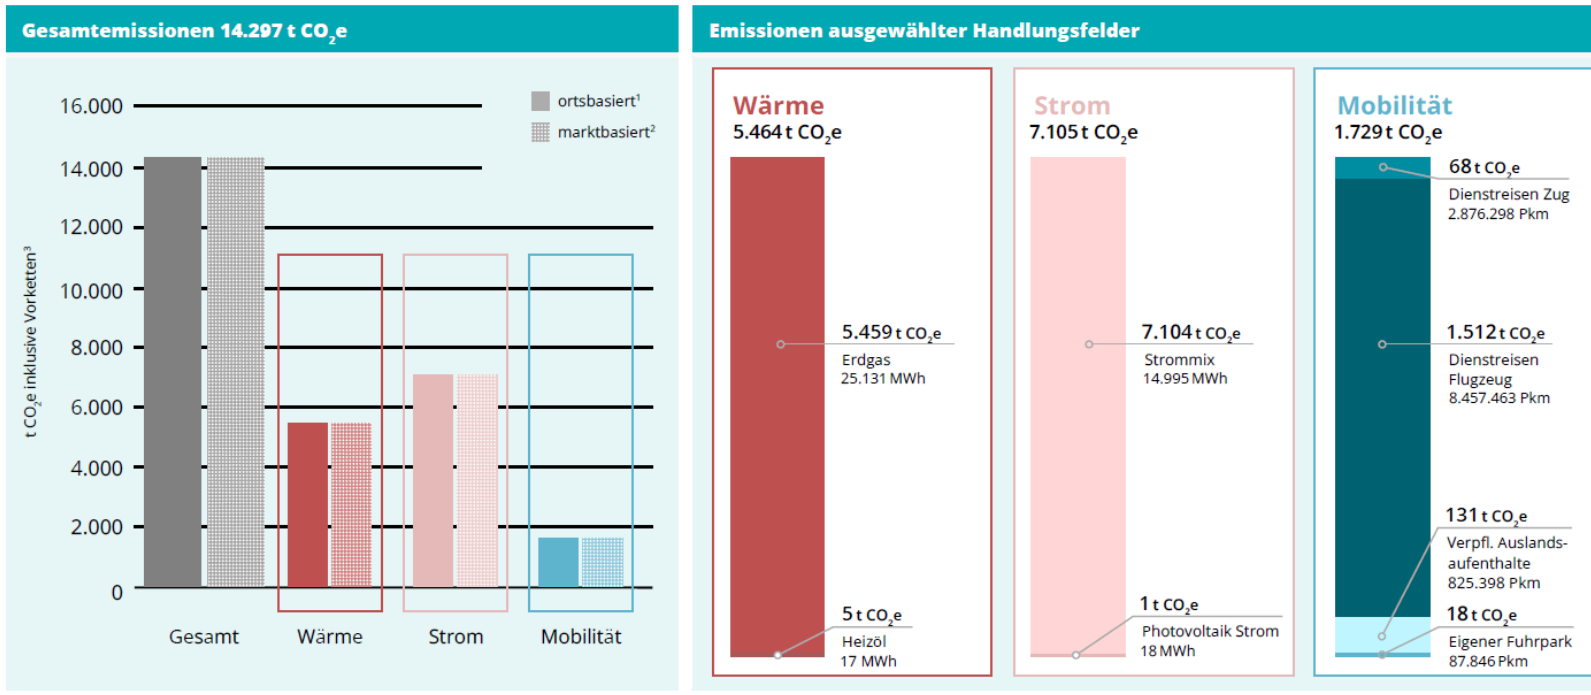 Gesamtemissionen 14.297 t CO₂e
16.000
14.000
12.000
10.000
8.000
6.000
4.000
2.000
0
t CO₂e inklusive Vorketten³
ortsbasiert¹
marktbasiert²
Gesamt
Wärme
Strom
Mobilität
Emissionen ausgewählter Handlungsfelder
Wärme
5.464 t CO₂e
5.459 t CO₂e
Erdgas
25.131 MWh
5 t CO₂e
Heizöl
17 MWh
Strom
7.105 t CO₂e
7.104 t CO₂e
Strommix
14.995 MWh
1 t CO₂e
Photovoltaik Strom
18 MWh
Mobilität
1.729 t CO₂e
68 t CO₂e
Dienstreisen Zug
2.876.298 Pkm
1.512 t CO₂e
Dienstreisen
Flugzeug
8.457.463 Pkm
131 t CO₂e
Verpfl. Auslands-
aufenthalte
825.398 Pkm
18 t CO₂e
Eigener Fuhrpark
87.846 Pkm